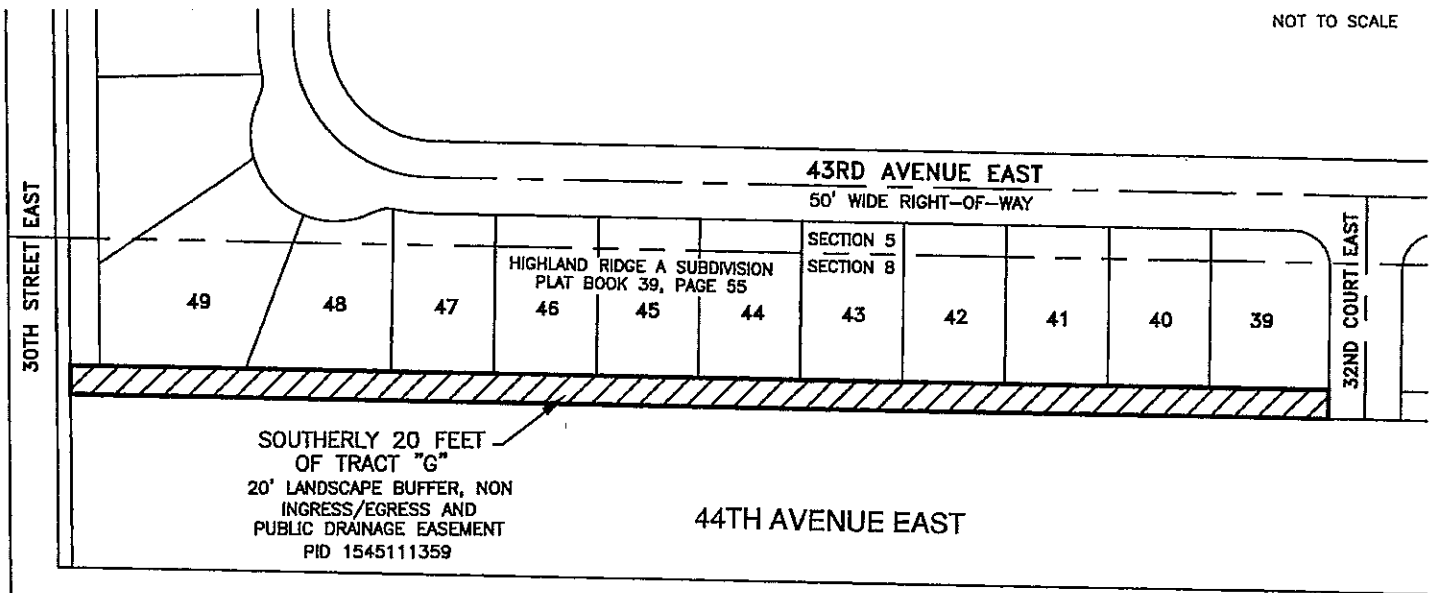 NOT TO SCALE
43RD AVENUE EAST
50' WIDE RIGHT-OF-WAY
30TH STREET EAST
32ND COURT EAST
SECTION 5
SECTION 8
HIGHLAND RIDGE A SUBDIVISION
PLAT BOOK 39, PAGE 55
49
48
47
46
45
44
43
42
41
40
39
SOUTHERLY 20 FEET
OF TRACT "G"
20' LANDSCAPE BUFFER, NON
INGRESS/EGRESS AND
PUBLIC DRAINAGE EASEMENT
PID 1545111359
44TH AVENUE EAST